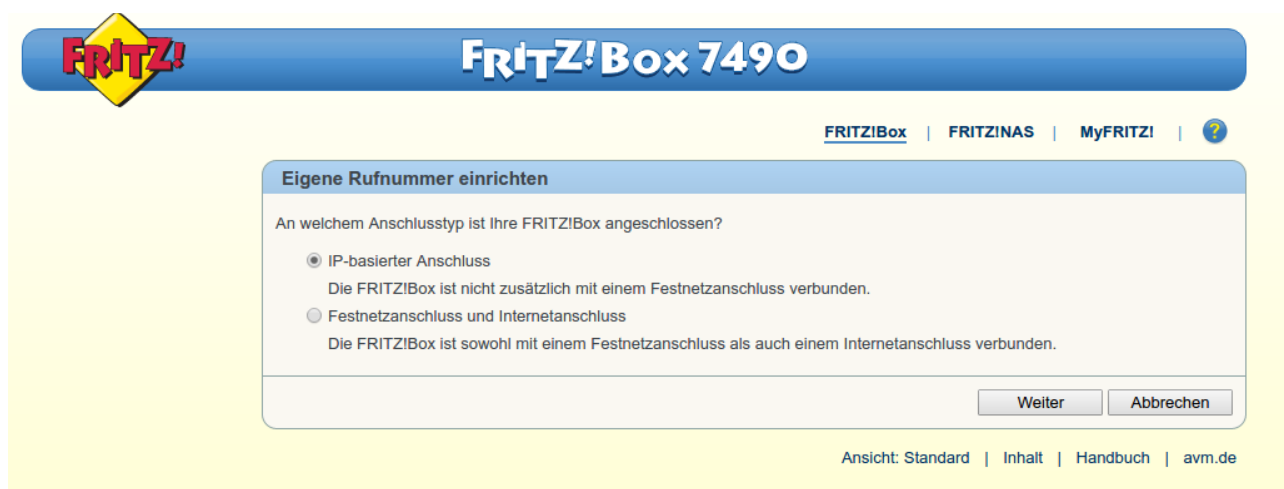 FRITZ!
FRITZ!Box 7490
FRITZ!Box | FRITZ!NAS | MyFRITZ! | ?
Eigene Rufnummer einrichten
An welchem Anschlusstyp ist Ihre FRITZ!Box angeschlossen?
IP-basierter Anschluss
Die FRITZ!Box ist nicht zusätzlich mit einem Festnetzanschluss verbunden.
Festnetzanschluss und Internetanschluss
Die FRITZ!Box ist sowohl mit einem Festnetzanschluss als auch einem Internetanschluss verbunden.
Weiter Abbrechen
Ansicht: Standard | Inhalt | Handbuch | avm.de